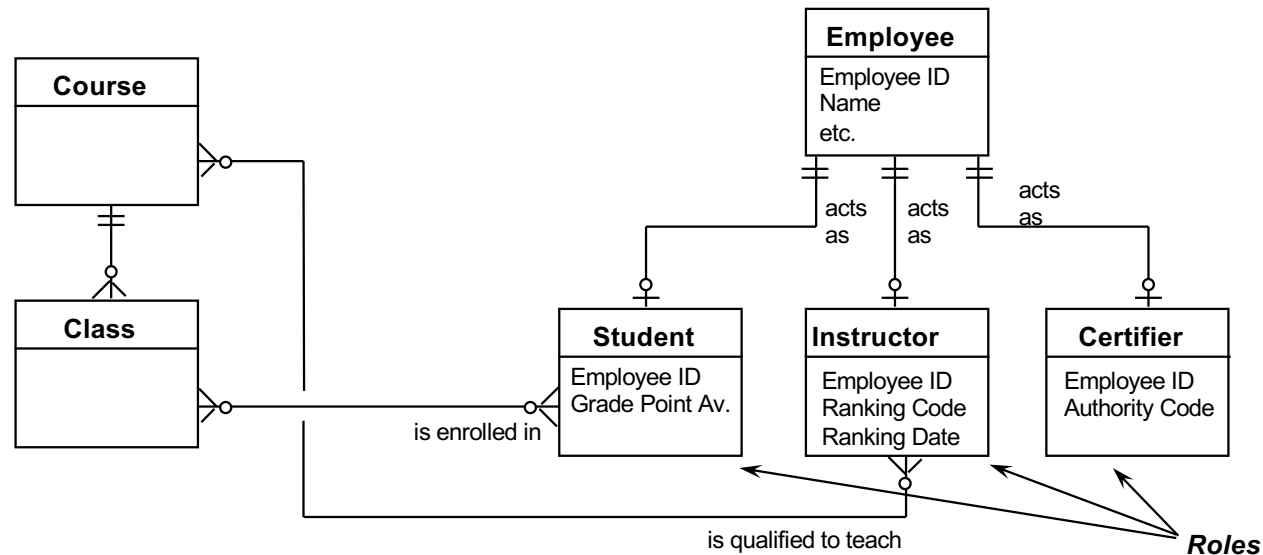 Employee
Employee ID
Name
etc.
Course
acts
as
acts
as
acts
as
Class
Student
Employee ID
Grade Point Av.
Instructor
Employee ID
Ranking Code
Ranking Date
Certifier
Employee ID
Authority Code
is enrolled in
is qualified to teach
Roles